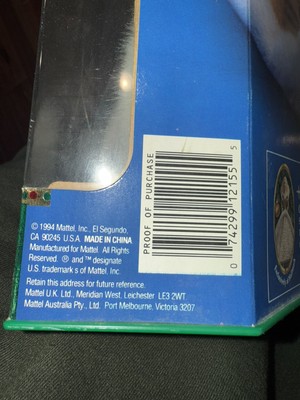 PROOF OF PURCHASE
0 74299 12155 5
© 1994 Mattel, Inc., El Segundo,
CA 90245 U.S.A. MADE IN CHINA
Manufactured for Mattel. All Rights
Reserved. ® and ™ designate
U.S. trademarks of Mattel, Inc.
Retain this address for future reference.
Mattel U.K. Ltd., Meridian West, Leichester LE3 2WT
Mattel Australia Pty., Ltd. Port Melbourne, Victoria 3207